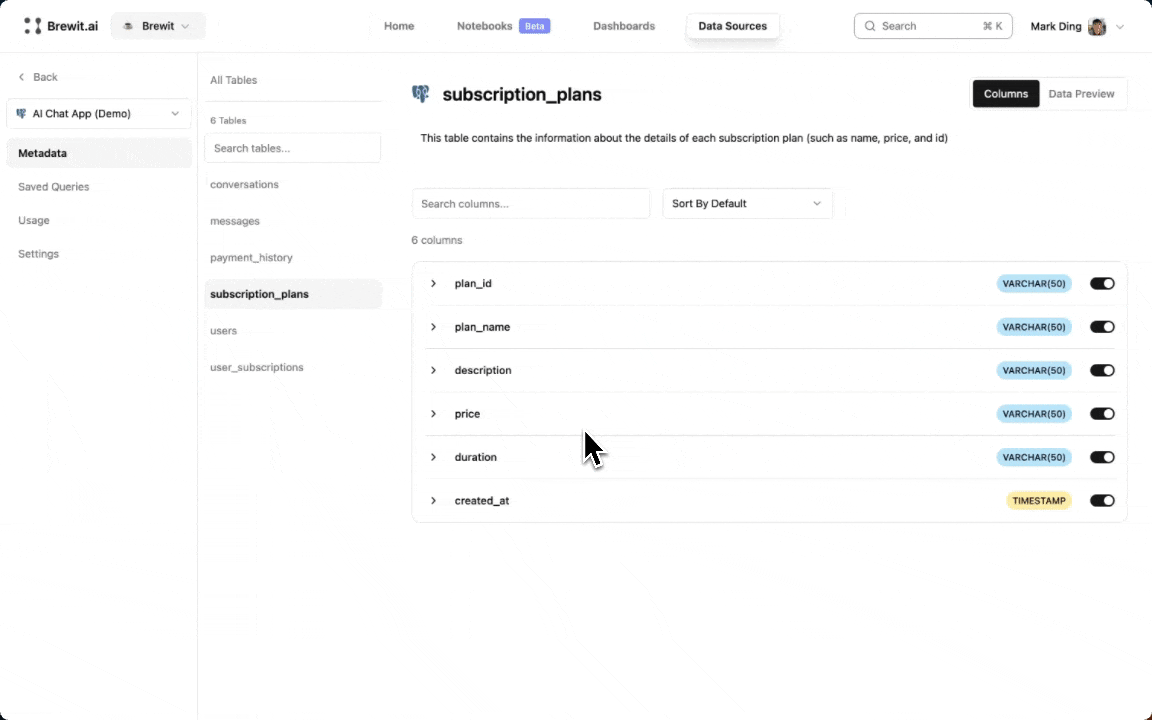 Brewit.ai
Brewit
Home
Notebooks Beta
Dashboards
Data Sources
Search ⌘ K
Mark Ding
Back
AI Chat App (Demo)
Metadata
Saved Queries
Usage
Settings
All Tables
6 Tables
Search tables...
conversations
messages
payment_history
subscription_plans
users
user_subscriptions
subscription_plans
Columns
Data Preview
This table contains the information about the details of each subscription plan (such as name, price, and id)
Search columns...
Sort By Default
6 columns
plan_id VARCHAR(50)
plan_name VARCHAR(50)
description VARCHAR(50)
price VARCHAR(50)
duration VARCHAR(50)
created_at TIMESTAMP